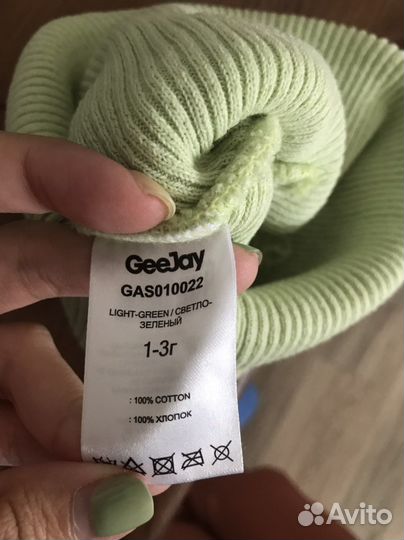 GeeJay
GAS010022
LIGHT-GREEN / СВЕТЛО-
ЗЕЛЕНЫЙ
1-3г
: 100% COTTON
: 100% ХЛОПОК
Avito